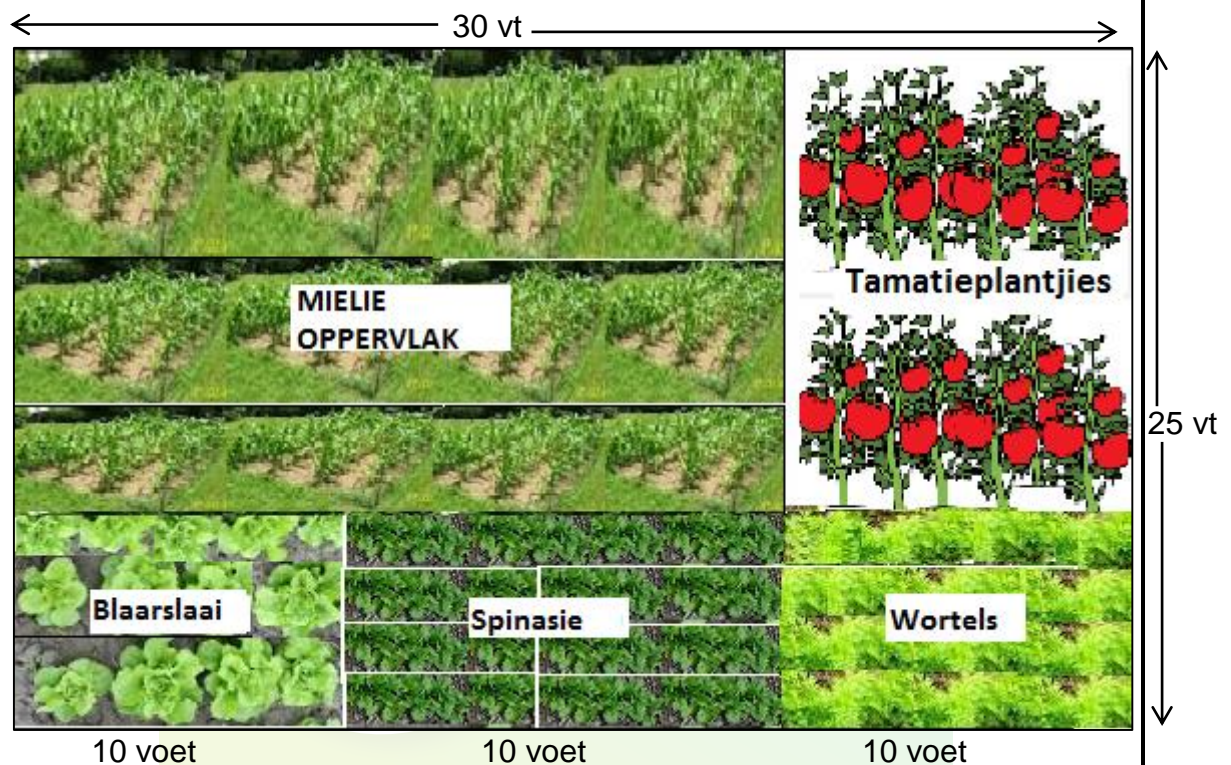 30 vt
Tamatieplantjies
MIELIE
OPPERVLAK
25 vt
Blaarslaai
Spinasie
Wortels
10 voet
10 voet
10 voet